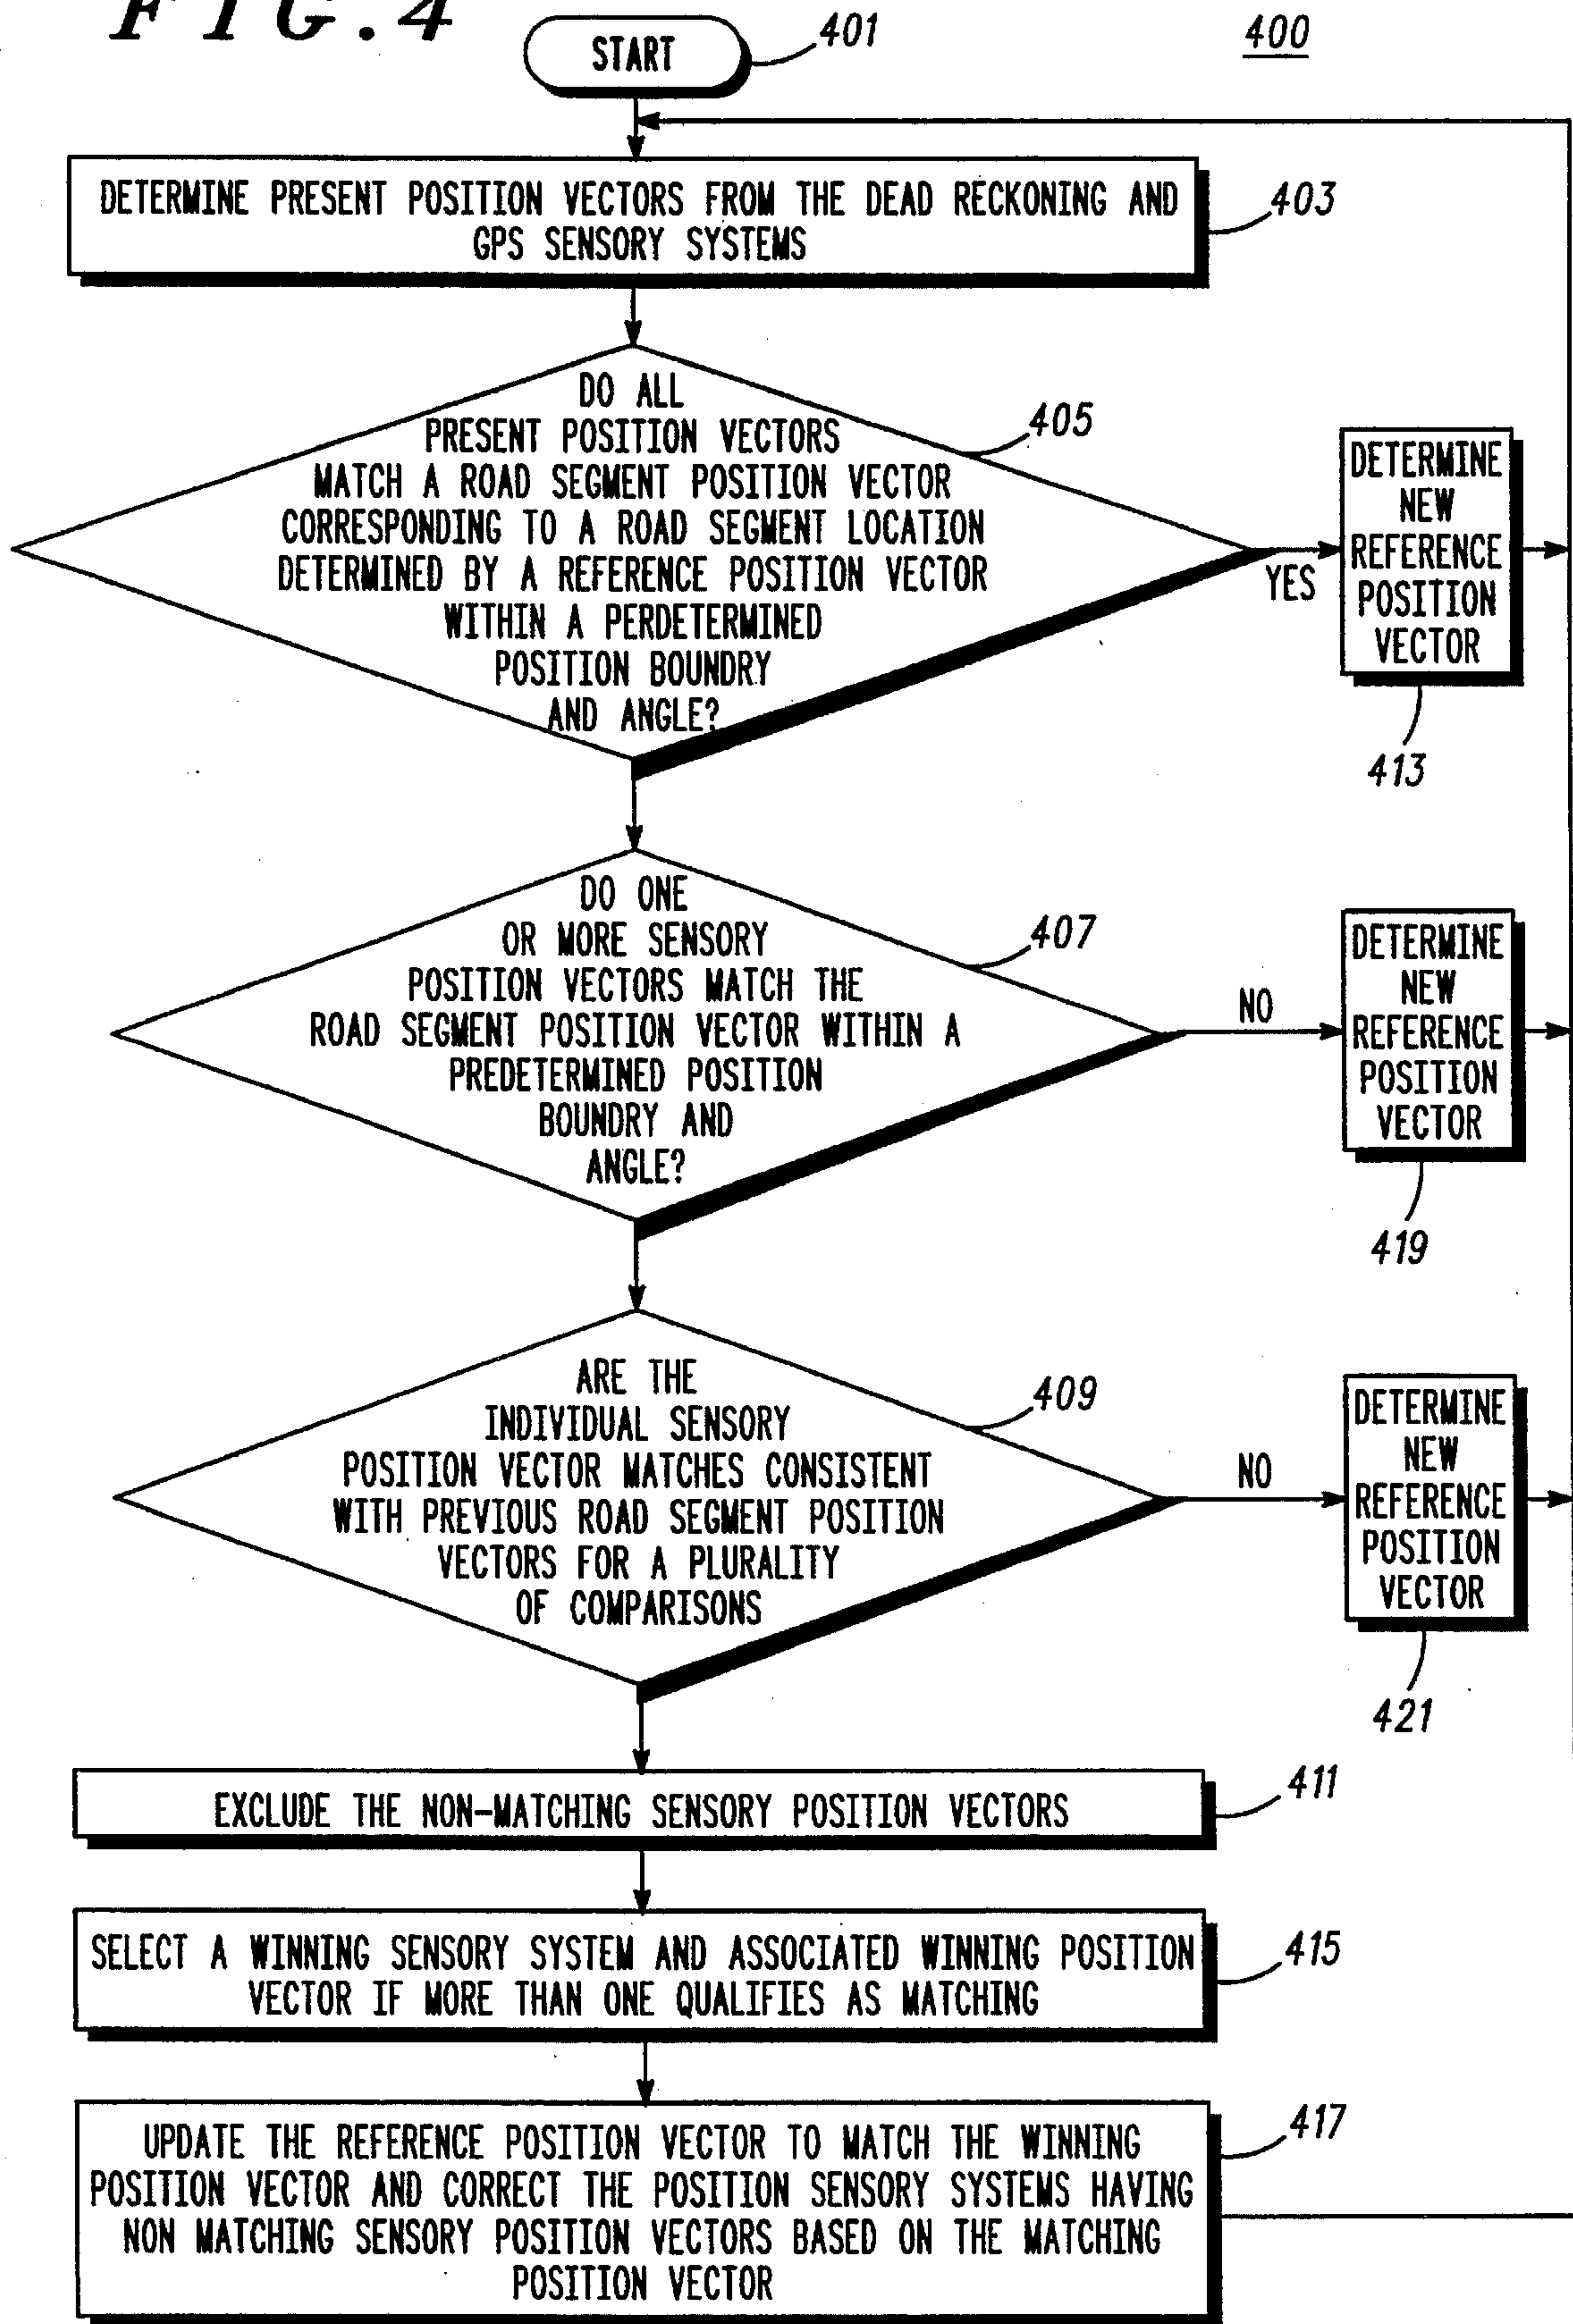 FIG.4
START
401
400
DETERMINE PRESENT POSITION VECTORS FROM THE DEAD RECKONING AND
GPS SENSORY SYSTEMS
403
DO ALL
PRESENT POSITION VECTORS
MATCH A ROAD SEGMENT POSITION VECTOR
CORRESPONDING TO A ROAD SEGMENT LOCATION
DETERMINED BY A REFERENCE POSITION VECTOR
WITHIN A PERDETERMINED
POSITION BOUNDRY
AND ANGLE?
405
YES
DETERMINE
NEW
REFERENCE
POSITION
VECTOR
413
DO ONE
OR MORE SENSORY
POSITION VECTORS MATCH THE
ROAD SEGMENT POSITION VECTOR WITHIN A
PREDETERMINED POSITION
BOUNDRY AND
ANGLE?
407
NO
DETERMINE
NEW
REFERENCE
POSITION
VECTOR
419
ARE THE
INDIVIDUAL SENSORY
POSITION VECTOR MATCHES CONSISTENT
WITH PREVIOUS ROAD SEGMENT POSITION
VECTORS FOR A PLURALITY
OF COMPARISONS
409
NO
DETERMINE
NEW
REFERENCE
POSITION
VECTOR
421
EXCLUDE THE NON-MATCHING SENSORY POSITION VECTORS
411
SELECT A WINNING SENSORY SYSTEM AND ASSOCIATED WINNING POSITION
VECTOR IF MORE THAN ONE QUALIFIES AS MATCHING
415
UPDATE THE REFERENCE POSITION VECTOR TO MATCH THE WINNING
POSITION VECTOR AND CORRECT THE POSITION SENSORY SYSTEMS HAVING
NON MATCHING SENSORY POSITION VECTORS BASED ON THE MATCHING
POSITION VECTOR
417